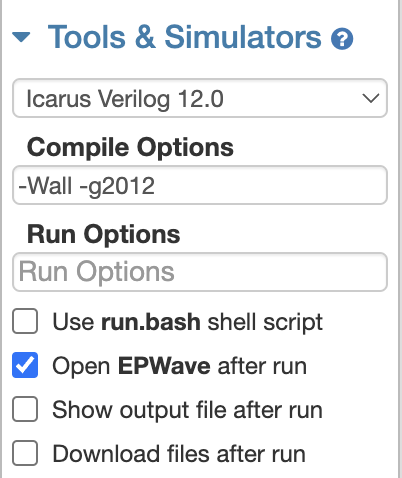 Tools & Simulators ?
Icarus Verilog 12.0
Compile Options
-Wall -g2012
Run Options
Run Options
Use run.bash shell script
Open EPWave after run
Show output file after run
Download files after run